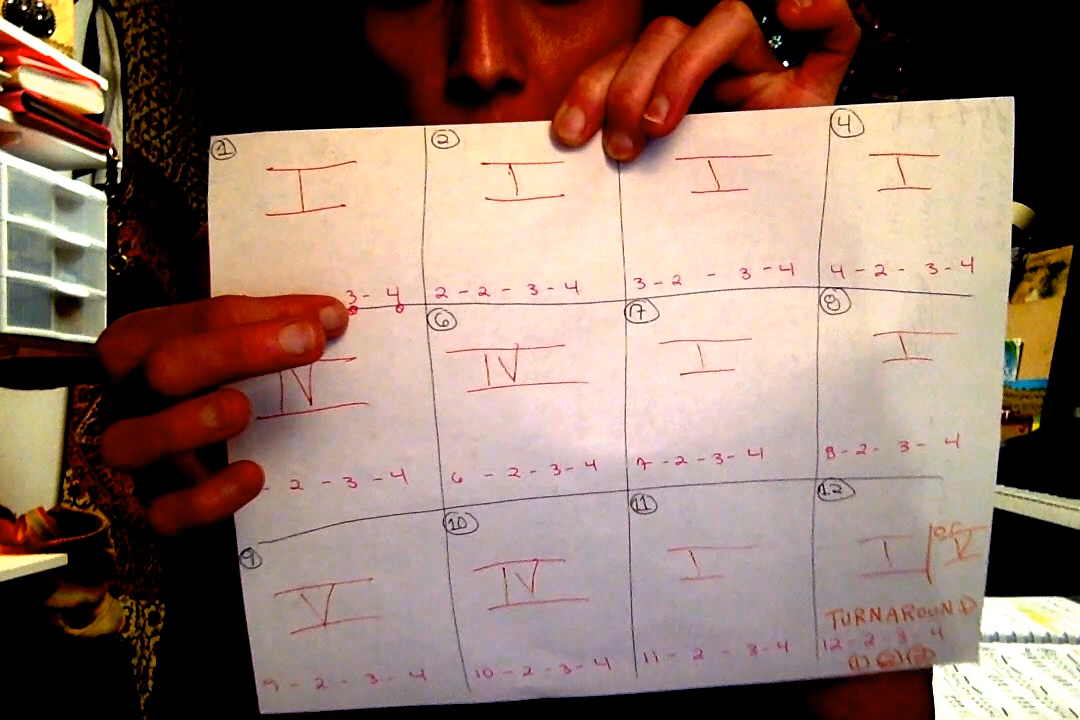 1 2 4
I I I I
3 - 4 2 - 2 - 3 - 4 3 - 2 - 3 - 4 4 - 2 - 3 - 4
6 7 8
IV IV I I
- 2 - 3 - 4 6 - 2 - 3 - 4 7 - 2 - 3 - 4 8 - 2 - 3 - 4
9 10 11 12
V IV I I / or V
TURNAROUND
9 - 2 - 3 - 4 10 - 2 - 3 - 4 11 - 2 - 3 - 4 12 - 2 - 3 - 4